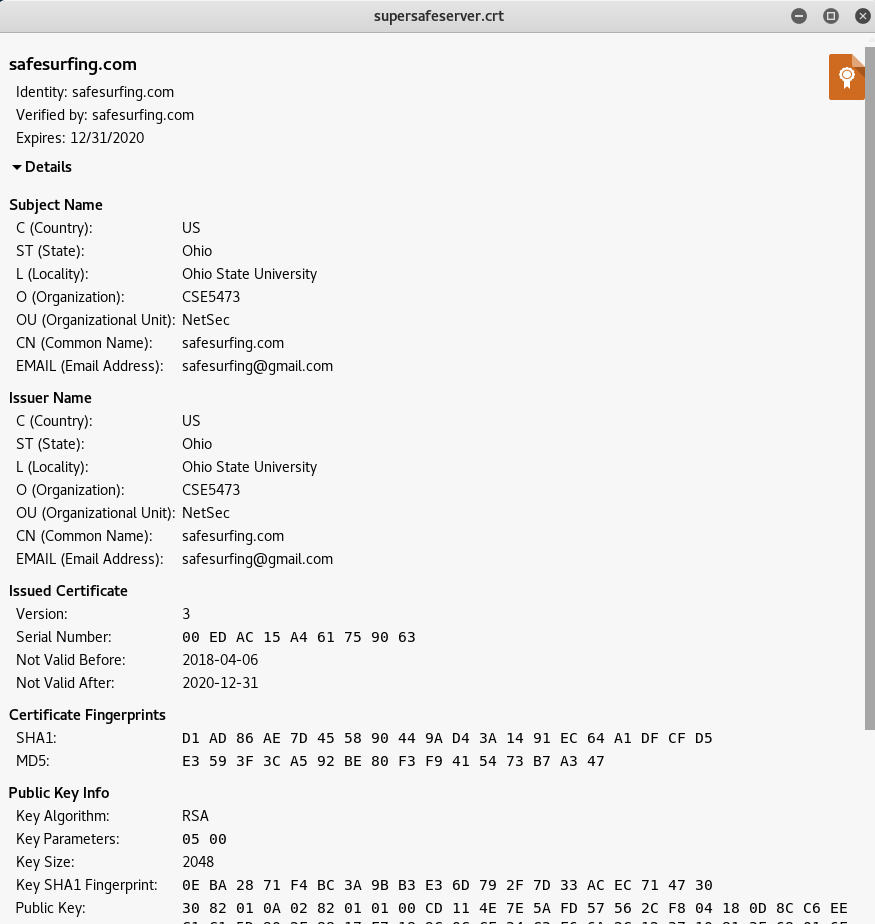 supersafeserver.crt
safesurfing.com
Identity: safesurfing.com
Verified by: safesurfing.com
Expires: 12/31/2020
Details
Subject Name
C (Country): US
ST (State): Ohio
L (Locality): Ohio State University
O (Organization): CSE5473
OU (Organizational Unit): NetSec
CN (Common Name): safesurfing.com
EMAIL (Email Address): safesurfing@gmail.com
Issuer Name
C (Country): US
ST (State): Ohio
L (Locality): Ohio State University
O (Organization): CSE5473
OU (Organizational Unit): NetSec
CN (Common Name): safesurfing.com
EMAIL (Email Address): safesurfing@gmail.com
Issued Certificate
Version: 3
Serial Number: 00 ED AC 15 A4 61 75 90 63
Not Valid Before: 2018-04-06
Not Valid After: 2020-12-31
Certificate Fingerprints
SHA1: D1 AD 86 AE 7D 45 58 90 44 9A D4 3A 14 91 EC 64 A1 DF CF D5
MD5: E3 59 3F 3C A5 92 BE 80 F3 F9 41 54 73 B7 A3 47
Public Key Info
Key Algorithm: RSA
Key Parameters: 05 00
Key Size: 2048
Key SHA1 Fingerprint: 0E BA 28 71 F4 BC 3A 9B B3 E3 6D 79 2F 7D 33 AC EC 71 47 30
Public Key: 30 82 01 0A 02 82 01 01 00 CD 11 4E 7E 5A FD 57 56 2C F8 04 18 0D 8C C6 EE